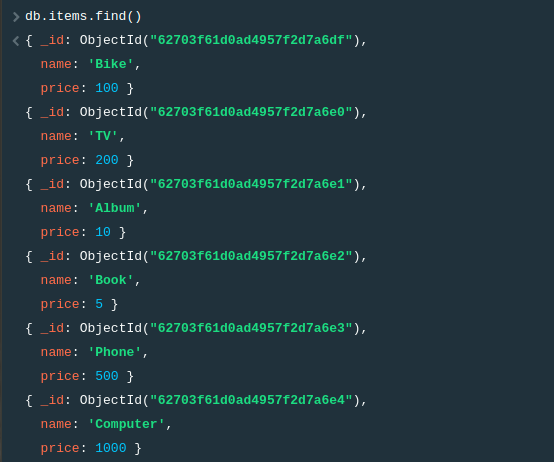 > db.items.find()
< { _id: ObjectId("62703f61d0ad4957f2d7a6df"),
name: 'Bike',
price: 100 }
{ _id: ObjectId("62703f61d0ad4957f2d7a6e0"),
name: 'TV',
price: 200 }
{ _id: ObjectId("62703f61d0ad4957f2d7a6e1"),
name: 'Album',
price: 10 }
{ _id: ObjectId("62703f61d0ad4957f2d7a6e2"),
name: 'Book',
price: 5 }
{ _id: ObjectId("62703f61d0ad4957f2d7a6e3"),
name: 'Phone',
price: 500 }
{ _id: ObjectId("62703f61d0ad4957f2d7a6e4"),
name: 'Computer',
price: 1000 }